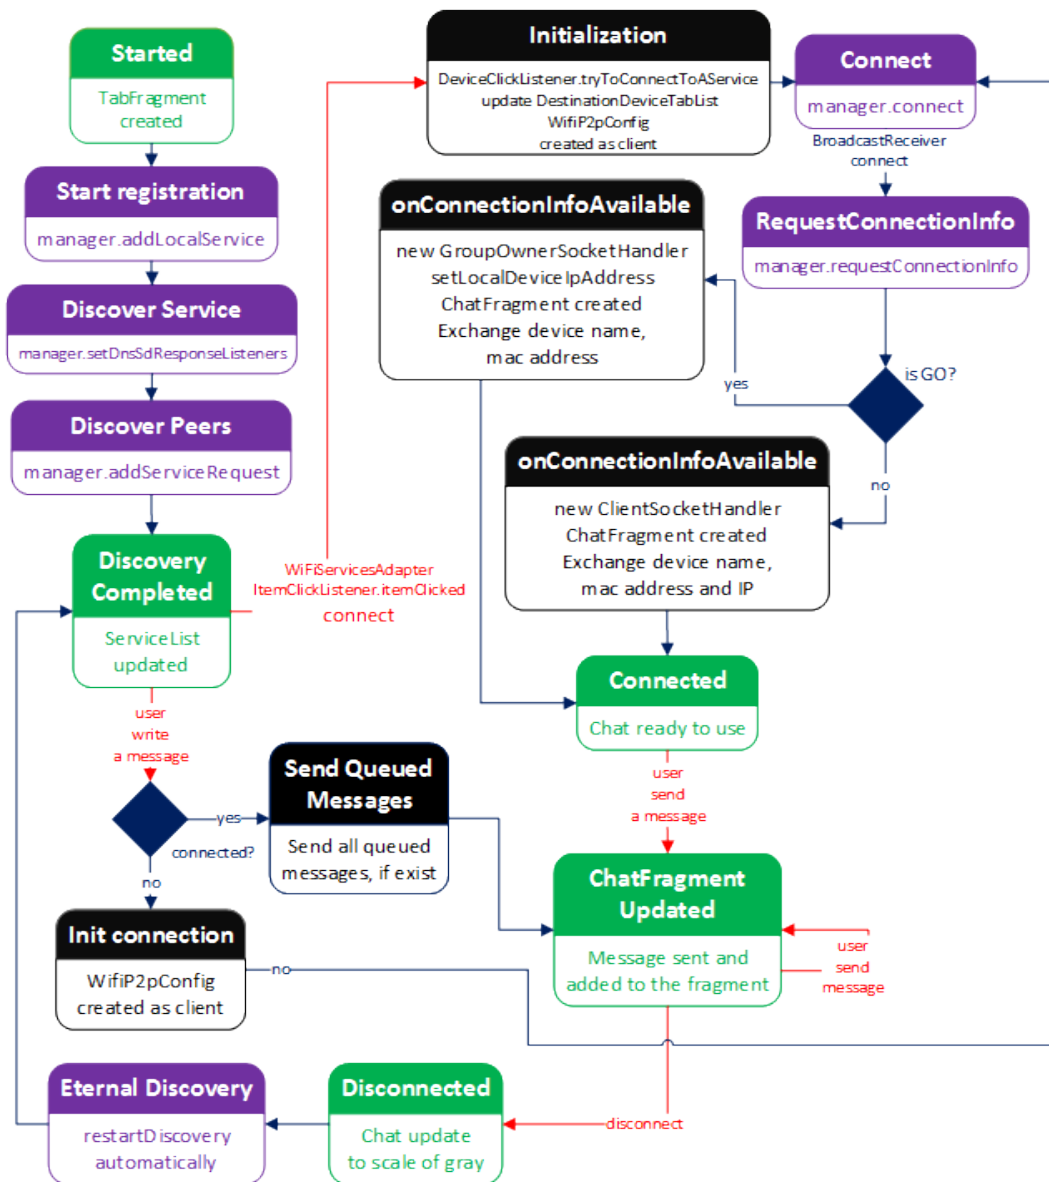 Started
TabFragment
created
Start registration
manager.addLocalService
Discover Service
manager.setDnsSdResponseListeners
Discover Peers
manager.addServiceRequest
Discovery
Completed
ServiceList
updated
WiFiServicesAdapter
ItemClickListener.itemClicked
connect
Initialization
DeviceClickListener.tryToConnectToAService
update DestinationDeviceTabList
WifiP2pConfig
created as client
Connect
manager.connect
BroadcastReceiver
connect
RequestConnectionInfo
manager.requestConnectionInfo
is GO?
yes
no
onConnectionInfoAvailable
new GroupOwnerSocketHandler
setLocalDeviceIpAddress
ChatFragment created
Exchange device name,
mac address
onConnectionInfoAvailable
new ClientSocketHandler
ChatFragment created
Exchange device name,
mac address and IP
Connected
Chat ready to use
user
send
a message
user
write
a message
connected?
yes
no
Send Queued
Messages
Send all queued
messages, if exist
Init connection
WifiP2pConfig
created as client
no
ChatFragment
Updated
Message sent and
added to the fragment
user
send
message
disconnect
Disconnected
Chat update
to scale of gray
Eternal Discovery
restartDiscovery
automatically